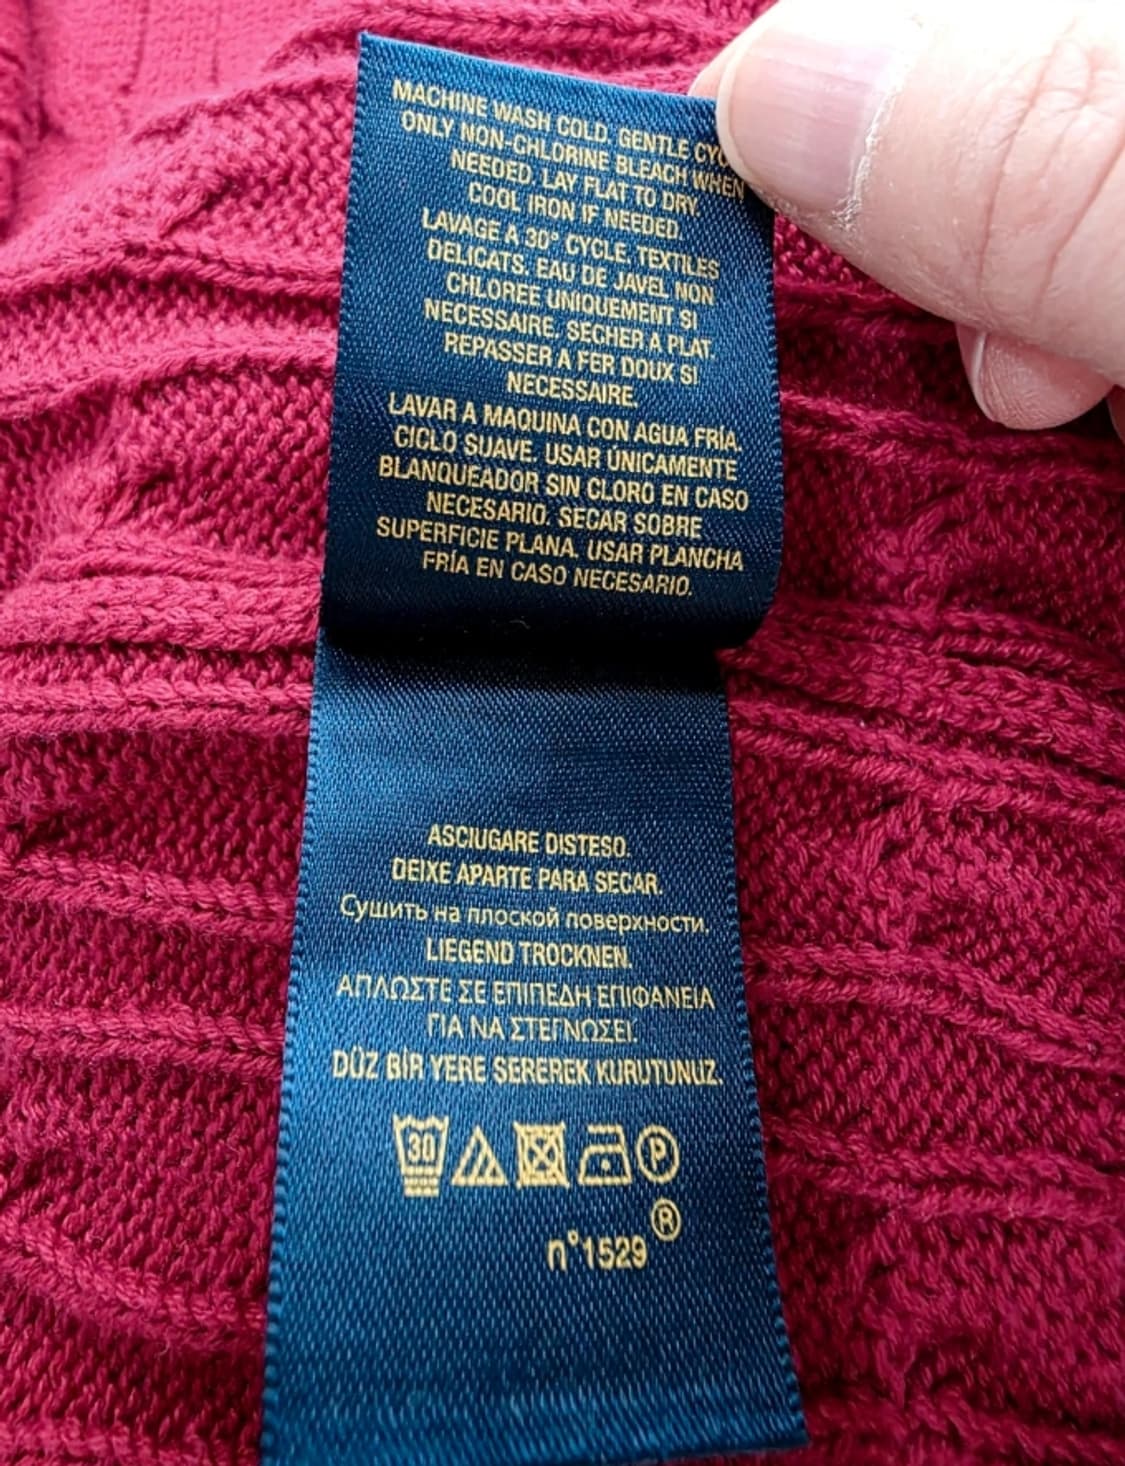 MACHINE WASH COLD, GENTLE CYC
ONLY NON-CHLORINE BLEACH WHEN
NEEDED. LAY FLAT TO DRY.
COOL IRON IF NEEDED.
LAVAGE A 30° CYCLE, TEXTILES
DELICATS. EAU DE JAVEL NON
CHLOREE UNIQUEMENT SI
NECESSAIRE. SECHER A PLAT.
REPASSER A FER DOUX SI
NECESSAIRE.
LAVAR A MAQUINA CON AGUA FRÍA.
CICLO SUAVE. USAR ÚNICAMENTE
BLANQUEADOR SIN CLORO EN CASO
NECESARIO. SECAR SOBRE
SUPERFICIE PLANA. USAR PLANCHA
FRÍA EN CASO NECESARIO.
ASCIUGARE DISTESO.
DEIXE APARTE PARA SECAR.
Сушить на плоской поверхности.
LIEGEND TROCKNEN.
ΑΠΛΩΣΤΕ ΣΕ ΕΠΙΠΕΔΗ ΕΠΙΦΑΝΕΙΑ
ΓΙΑ ΝΑ ΣΤΕΓΝΩΣΕΙ.
DÜZ BİR YERE SEREREK KURUTUNUZ.
30 P
n°1529 ®